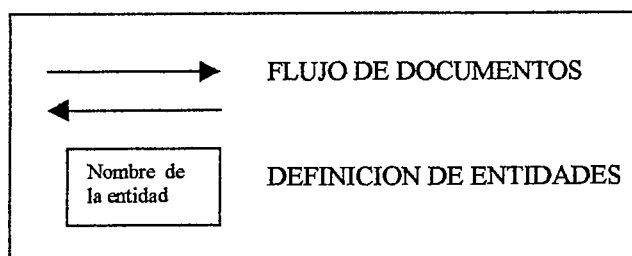 FLUJO DE DOCUMENTOS
Nombre de
la entidad
DEFINICION DE ENTIDADES